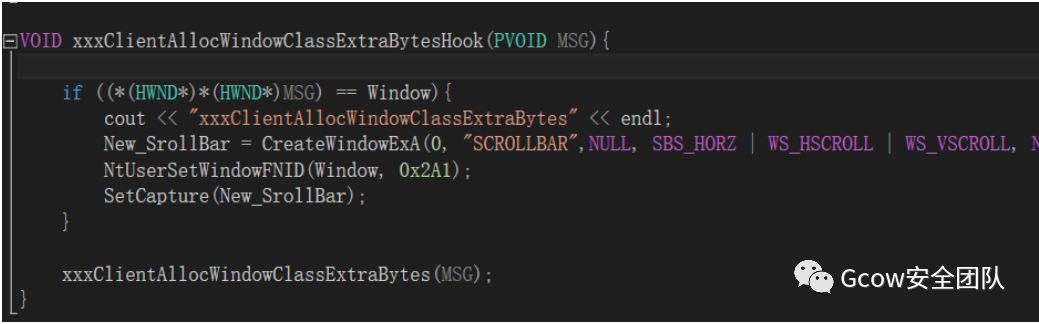 VOID xxxClientAllocWindowClassExtraBytesHook(PVOID MSG){
if ((*(HWND*)*(HWND*)MSG) == Window){
cout << "xxxClientAllocWindowClassExtraBytes" << endl;
New_SrollBar = CreateWindowExA(0, "SCROLLBAR",NULL, SBS_HORZ | WS_HSCROLL | WS_VSCROLL,
NtUserSetWindowFNID(Window, 0x2A1);
SetCapture(New_SrollBar);
}
xxxClientAllocWindowClassExtraBytes(MSG);
}
Gcow安全团队